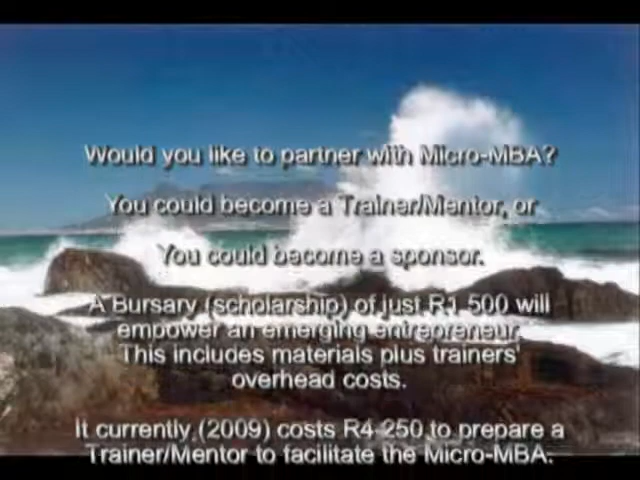 Would you like to partner with Micro-MBA?
You could become a Trainer/Mentor, or
You could become a sponsor.
A Bursary (scholarship) of just R1 500 will
empower an emerging entrepreneur.
This includes materials plus trainers'
overhead costs.
It currently (2009) costs R4 250 to prepare a
Trainer/Mentor to facilitate the Micro-MBA.